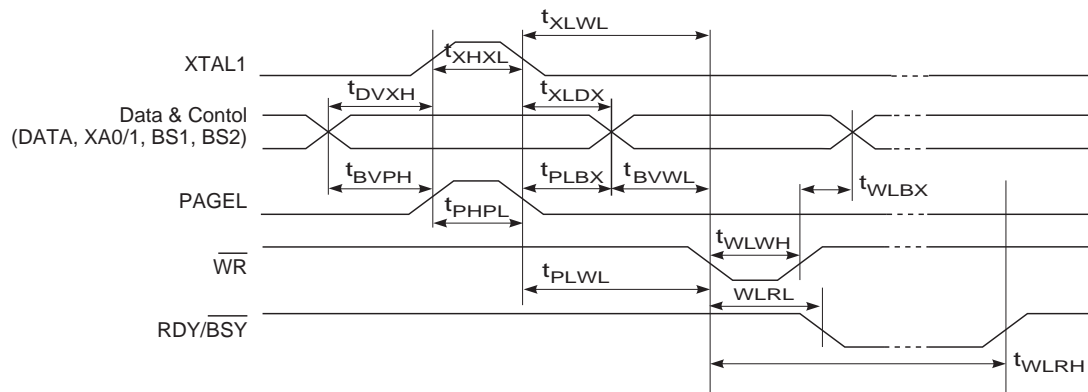 tXLWL
XTAL1
tXHXL
tDVXH
tXLDX
Data & Contol
(DATA, XA0/1, BS1, BS2)
tBVPH
tPLBX
tBVWL
tWLBX
PAGEL
tPHPL
WR
tWLWH
tPLWL
WLRL
RDY/BSY
tWLRH